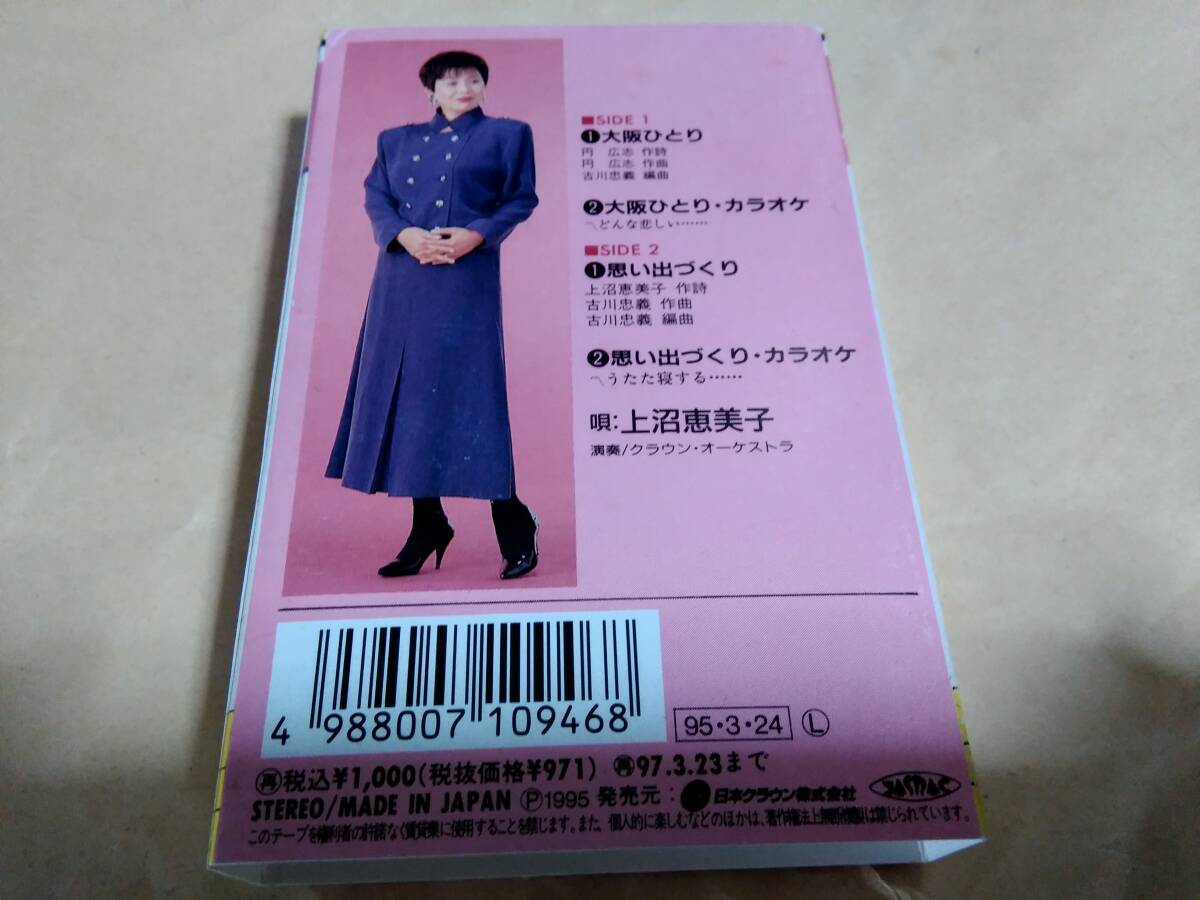 ■SIDE 1
❶大阪ひとり
円 広志 作詩
円 広志 作曲
古川忠義 編曲
❷大阪ひとり・カラオケ
〽どんな悲しい……
■SIDE 2
❶思い出づくり
上沼恵美子 作詩
古川忠義 作曲
古川忠義 編曲
❷思い出づくり・カラオケ
〽うたた寝する……
唄:上沼恵美子
演奏/クラウン・オーケストラ
4 988007 109468
95・3・24 Ⓛ
㊢税込¥1,000(税抜価格¥971) ㊢97.3.23まで
STEREO/MADE IN JAPAN Ⓟ1995 発売元: 日本クラウン株式会社
JASRAC
このテープを権利者の許諾なく賃貸業に使用することを禁じます。また、個人的に楽しむなどのほかは、著作権法上無断複製は禁じられています。